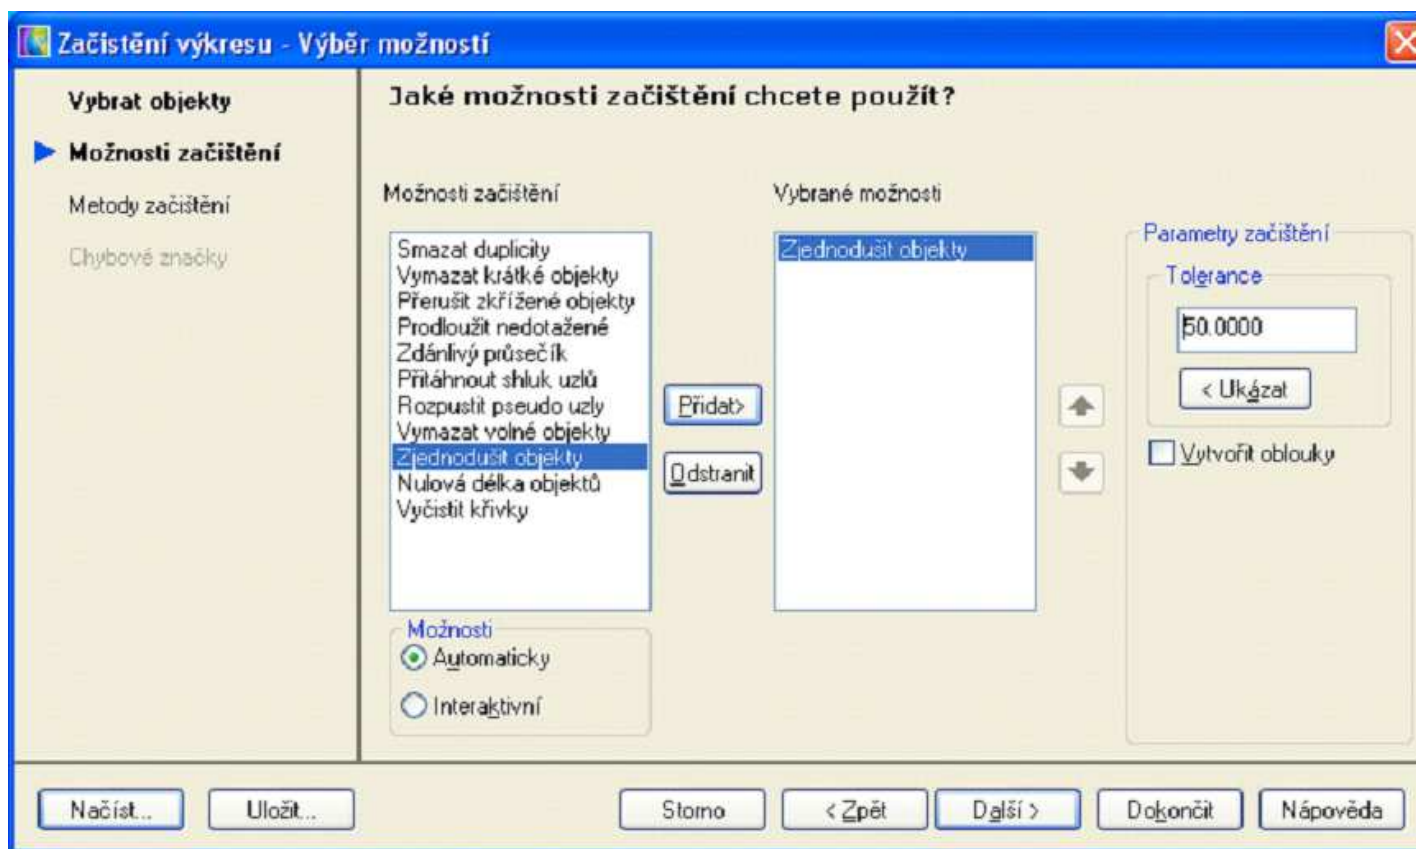 Začistění výkresu - Výběr možností
Vybrat objekty
Možnosti začištění
Metody začištění
Chybové značky
Jaké možnosti začištění chcete použít?
Možnosti začištění
Smazat duplicity
Vymazat krátké objekty
Přerušit zkřížené objekty
Prodloužit nedotažené
Zdánlivý průsečík
Přitáhnout shluk uzlů
Rozpustit pseudo uzly
Vymazat volné objekty
Zjednodušit objekty
Nulová délka objektů
Vyčistit křivky
Přidat>
Odstranit
Vybrané možnosti
Zjednodušit objekty
Parametry začištění
Tolerance
50.0000
< Ukázat
Vytvořit oblouky
Možnosti
Automaticky
Interaktivní
Načíst...
Uložit...
Storno
< Zpět
Další >
Dokončit
Nápověda